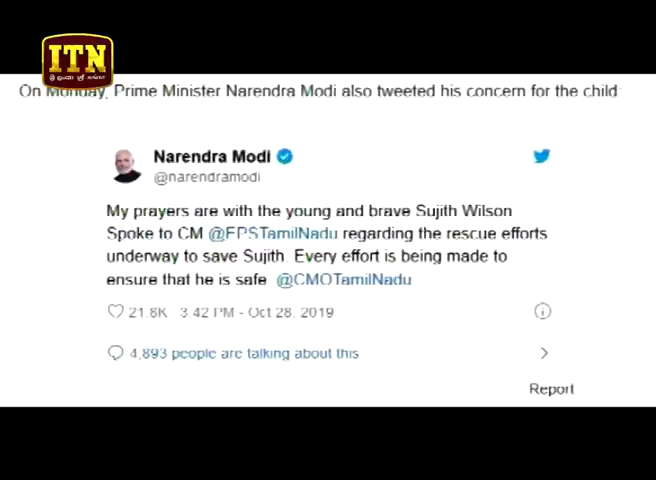 ITN
On Monday, Prime Minister Narendra Modi also tweeted his concern for the child
Narendra Modi
@narendramodi
My prayers are with the young and brave Sujith Wilson
Spoke to CM @EPSTamilNadu regarding the rescue efforts
underway to save Sujith. Every effort is being made to
ensure that he is safe @CMOTamilNadu
21.8K 3:42 PM - Oct 28, 2019
4,893 people are talking about this
Report